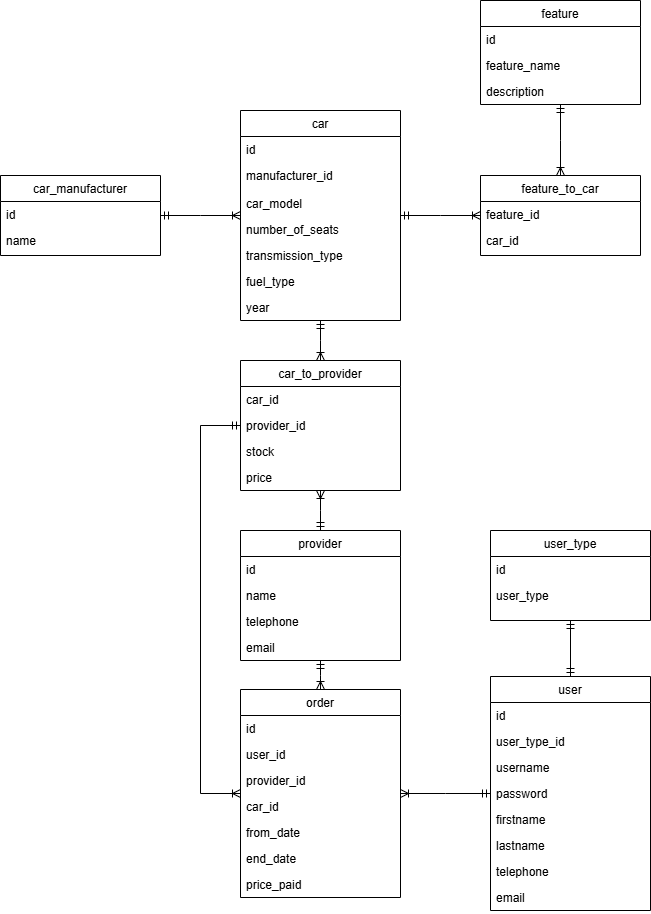 feature
id
feature_name
description
car
id
manufacturer_id
car_model
number_of_seats
transmission_type
fuel_type
year
car_manufacturer
id
name
feature_to_car
feature_id
car_id
car_to_provider
car_id
provider_id
stock
price
provider
id
name
telephone
email
user_type
id
user_type
order
id
user_id
provider_id
car_id
from_date
end_date
price_paid
user
id
user_type_id
username
password
firstname
lastname
telephone
email